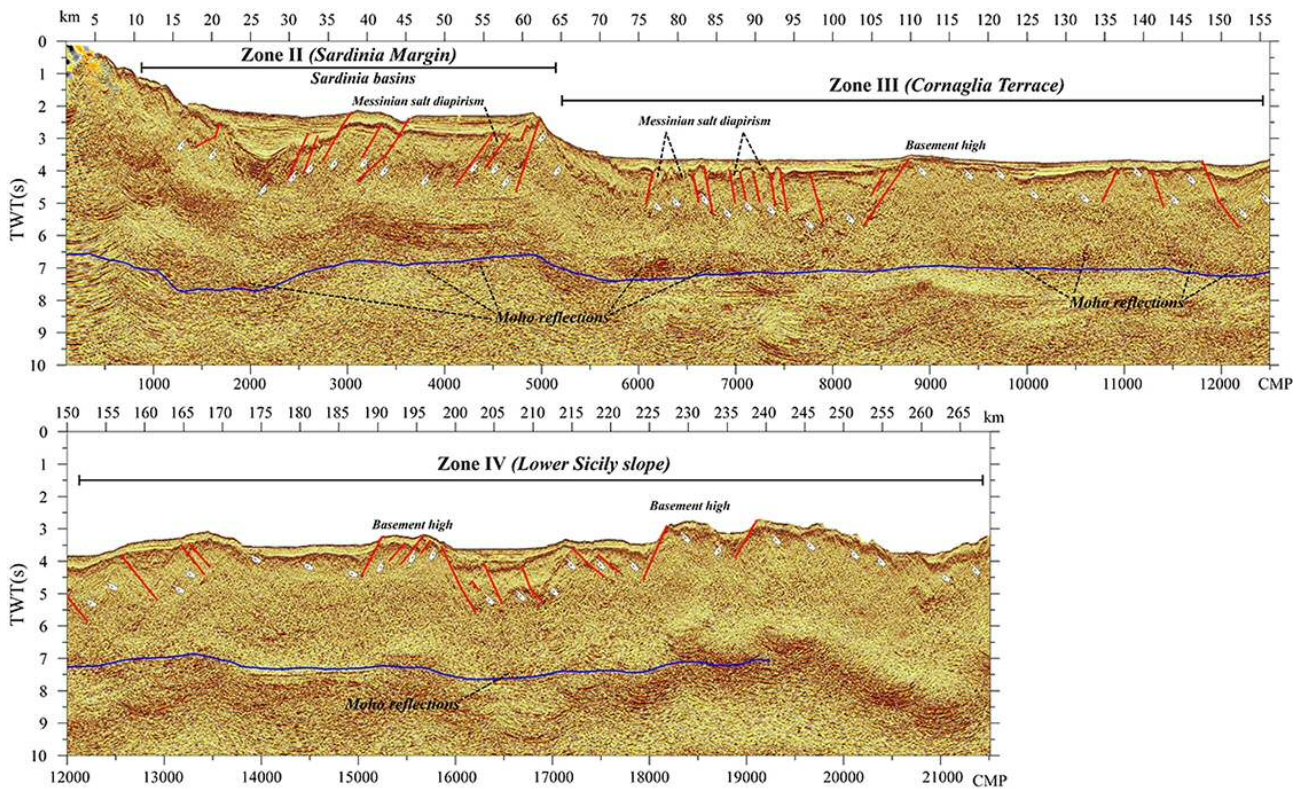 km 0 5 10 15 20 25 30 35 40 45 50 55 60 65 70 75 80 85 90 95 100 105 110 115 120 125 130 135 140 145 150 155
Zone II (Sardinia Margin)
Sardinia basins
Zone III (Cornaglia Terrace)
Messinian salt diapirism
Messinian salt diapirism
Basement high
TWT(s)
0
1
2
3
4
5
6
7
8
9
10
Moho reflections
Moho reflections
1000 2000 3000 4000 5000 6000 7000 8000 9000 10000 11000 12000 CMP
150 155 160 165 170 175 180 185 190 195 200 205 210 215 220 225 230 235 240 245 250 255 260 265 km
Zone IV (Lower Sicily slope)
Basement high
Basement high
TWT(s)
0
1
2
3
4
5
6
7
8
9
10
Moho reflections
12000 13000 14000 15000 16000 17000 18000 19000 20000 21000 CMP